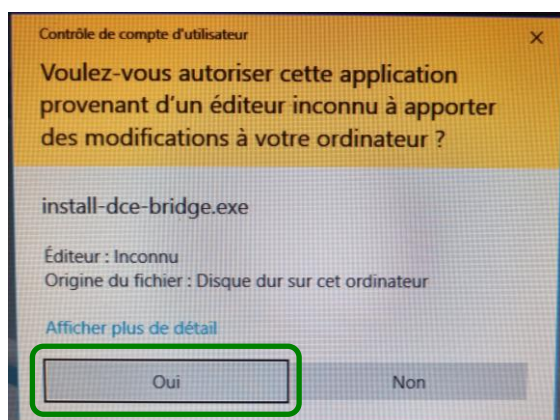 Contrôle de compte d'utilisateur
Voulez-vous autoriser cette application
provenant d'un éditeur inconnu à apporter
des modifications à votre ordinateur ?
install-dce-bridge.exe
Éditeur : Inconnu
Origine du fichier : Disque dur sur cet ordinateur
Afficher plus de détail
Oui Non